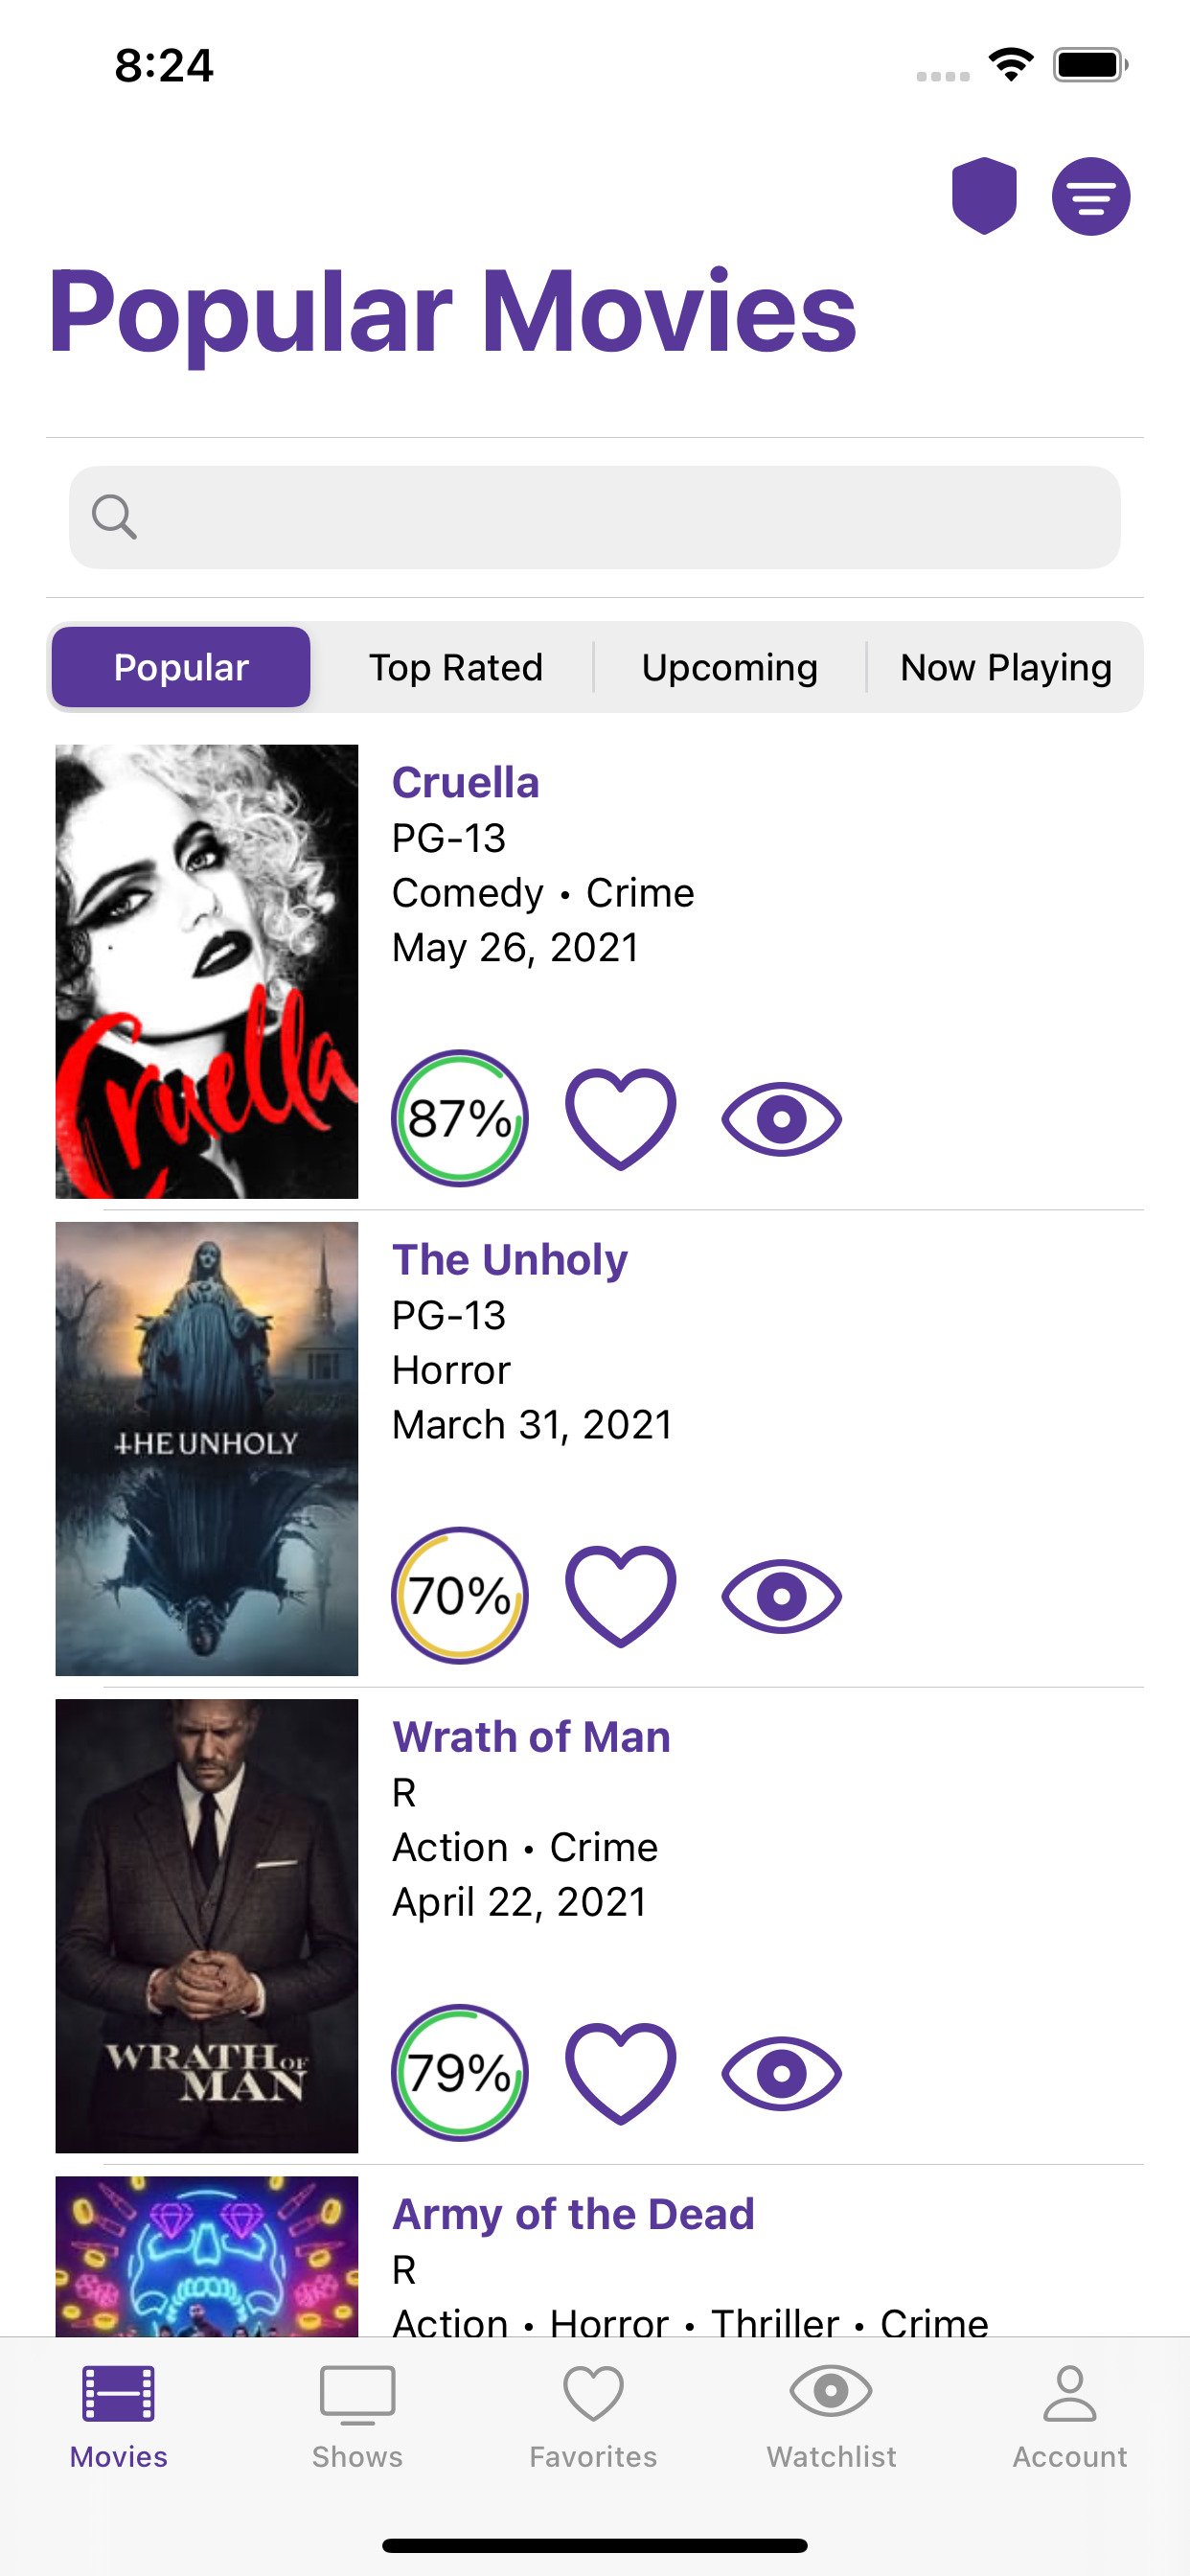 8:24
Popular Movies
Popular
Top Rated
Upcoming
Now Playing
Cruella
Cruella
PG-13
Comedy • Crime
May 26, 2021
87%
THE UNHOLY
The Unholy
PG-13
Horror
March 31, 2021
70%
WRATH OF
MAN
Wrath of Man
R
Action • Crime
April 22, 2021
79%
Army of the Dead
R
Action • Horror • Thriller • Crime
Movies
Shows
Favorites
Watchlist
Account